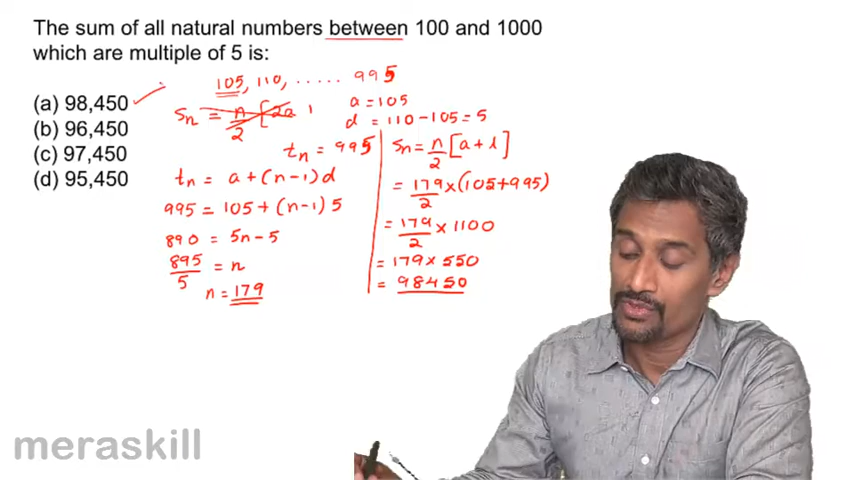 The sum of all natural numbers between 100 and 1000
which are multiple of 5 is:
105, 110, ...... 995
(a) 98,450 ✓
(b) 96,450
(c) 97,450
(d) 95,450
Sn = n/2 [2a
a = 105
d = 110-105 = 5
tn = 995
tn = a + (n-1) d
995 = 105 + (n-1) 5
890 = 5n - 5
895/5 = n
n = 179
Sn = n/2 [a + l]
= 179/2 × (105+995)
= 179/2 × 1100
= 179 × 550
= 98450
meraskill